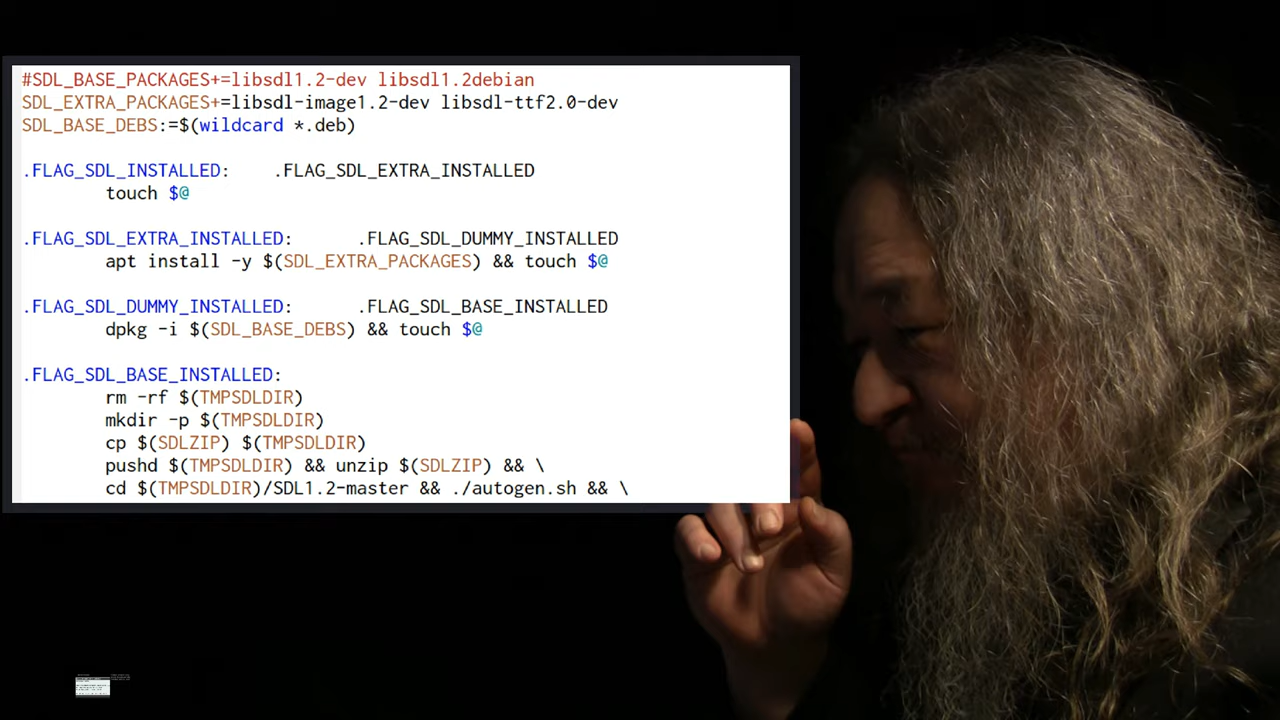 #SDL_BASE_PACKAGES+=libsdl1.2-dev libsdl1.2debian
SDL_EXTRA_PACKAGES+=libsdl-image1.2-dev libsdl-ttf2.0-dev
SDL_BASE_DEBS:=$(wildcard *.deb)
.FLAG_SDL_INSTALLED: .FLAG_SDL_EXTRA_INSTALLED
touch $@
.FLAG_SDL_EXTRA_INSTALLED: .FLAG_SDL_DUMMY_INSTALLED
apt install -y $(SDL_EXTRA_PACKAGES) && touch $@
.FLAG_SDL_DUMMY_INSTALLED: .FLAG_SDL_BASE_INSTALLED
dpkg -i $(SDL_BASE_DEBS) && touch $@
.FLAG_SDL_BASE_INSTALLED:
rm -rf $(TMPSDLDIR)
mkdir -p $(TMPSDLDIR)
cp $(SDLZIP) $(TMPSDLDIR)
pushd $(TMPSDLDIR) && unzip $(SDLZIP) && \
cd $(TMPSDLDIR)/SDL1.2-master && ./autogen.sh && \